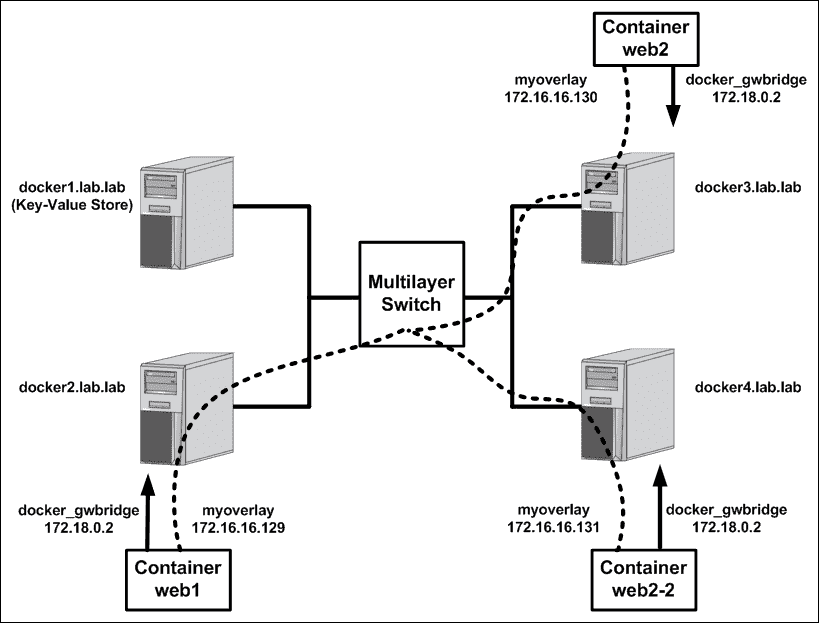 Container
web2
myoverlay
172.16.16.130
docker_gwbridge
172.18.0.2
docker1.lab.lab
(Key-Value Store)
docker3.lab.lab
Multilayer
Switch
docker2.lab.lab
docker4.lab.lab
docker_gwbridge
172.18.0.2
myoverlay
172.16.16.129
myoverlay
172.16.16.131
docker_gwbridge
172.18.0.2
Container
web1
Container
web2-2